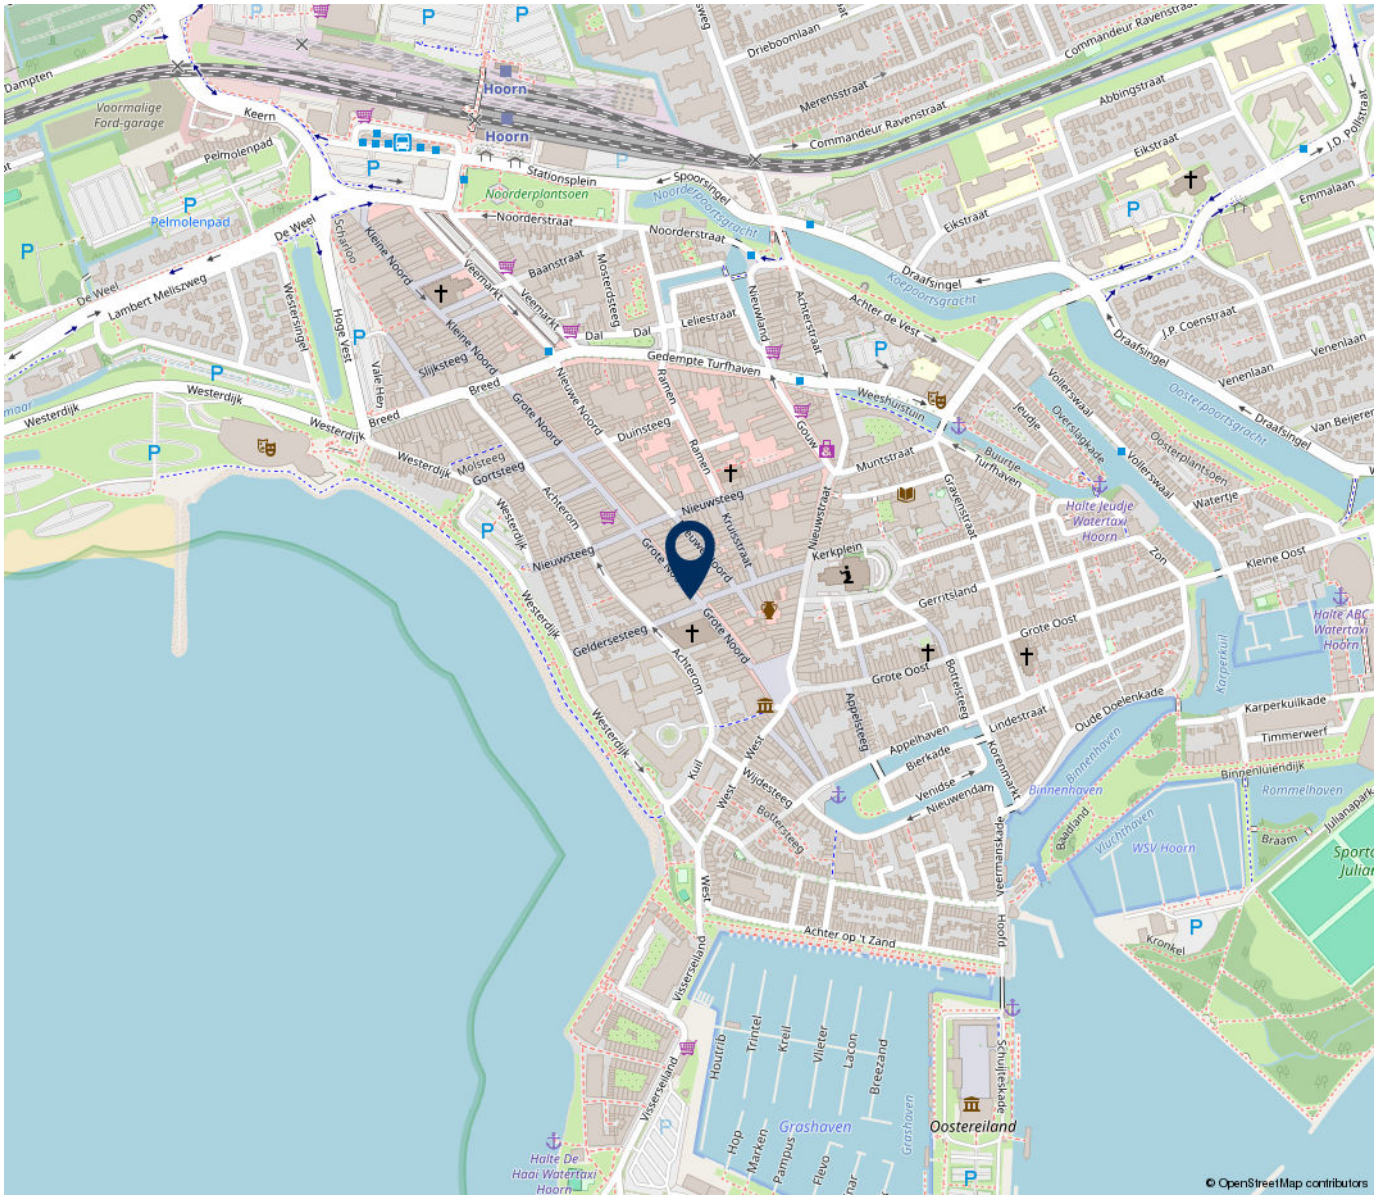 Dampten
Dampten
Voormalige
Ford-garage
Keern
Pelmolenpad
P
Pelmolenpad
De Weel
De Weel
Lambert Meliszweg
Westersingel
Hoge Vest
Scharloo
Vale Hen
Westerdijk
Westerdijk
Westerdijk
Westerdijk
Hoorn
Hoorn
Stationsplein
Spoorsingel
Noorderplantsoen
Noorderpoortsgracht
Noorderstraat
Noorderstraat
Drieboomlaan
Merensstraat
Commandeur Ravenstraat
Commandeur Ravenstraat
Abbingstraat
Eikstraat
Eikstraat
J.D. Pollstraat
Emmalaan
Draafsingel
Draafsingel
Draafsingel
Koepoortsgracht
Oosterpoortsgracht
J.P. Coenstraat
Venenlaan
Venenlaan
Van Beijeren
Kleine Noord
Kleine Noord
Veemarkt
Veemarkt
Baanstraat
Mosterdsteeg
Dal
Dal
Leliestraat
Nieuwland
Achterstraat
Achter de Vest
Slijksteeg
Breed
Breed
Gedempte Turfhaven
Ramen
Ramen
Gouw
Weeshuistuin
Jeudje
Vollerswaal
Vollerswaal
Overslagkade
Oosterplantsoen
Watertje
Grote Noord
Nieuwe Noord
Duinsteeg
Molsteeg
Gortsteeg
Achterom
Muntstraat
Buurtje
Turfhaven
Halte Jeudje
Watertaxi
Hoorn
Gravenstraat
Nieuwsteeg
Nieuwsteeg
Kruisstraat
Nieuwstraat
Kerkplein
Gerritsland
Zon
Kleine Oost
Grote Oost
Grote Oost
Halte ABC
Watertaxi
Hoorn
Karperkuil
Geldersesteeg
Grote Noord
Achterom
Westerdijk
Westerdijk
Kuil
West
West
West
Wijdesteeg
Bottersteeg
Appelsteeg
Bottelsteeg
Appelhaven
Bierkade
Venidse
Nieuwendam
Lindestraat
Korenmarkt
Oude Doelenkade
Binnenhaven
Binnenhaven
Karperkuilkade
Timmerwerf
Binnenluiendijk
Rommelhaven
Julianapark
Braam
Baadland
Vluchthaven
WSV Hoorn
Veermanskade
Hoofd
Kronkel
P
Achter op 't Zand
Visserseiland
Visserseiland
Houtrib
Trintel
Kreil
Vlieter
Lacon
Breezand
Hop
Marken
Pampus
Flevo
Grashaven
Grashaven
Schuijteskade
Oostereiland
P
Halte De
Haai Watertaxi
Hoorn
© OpenStreetMap contributors